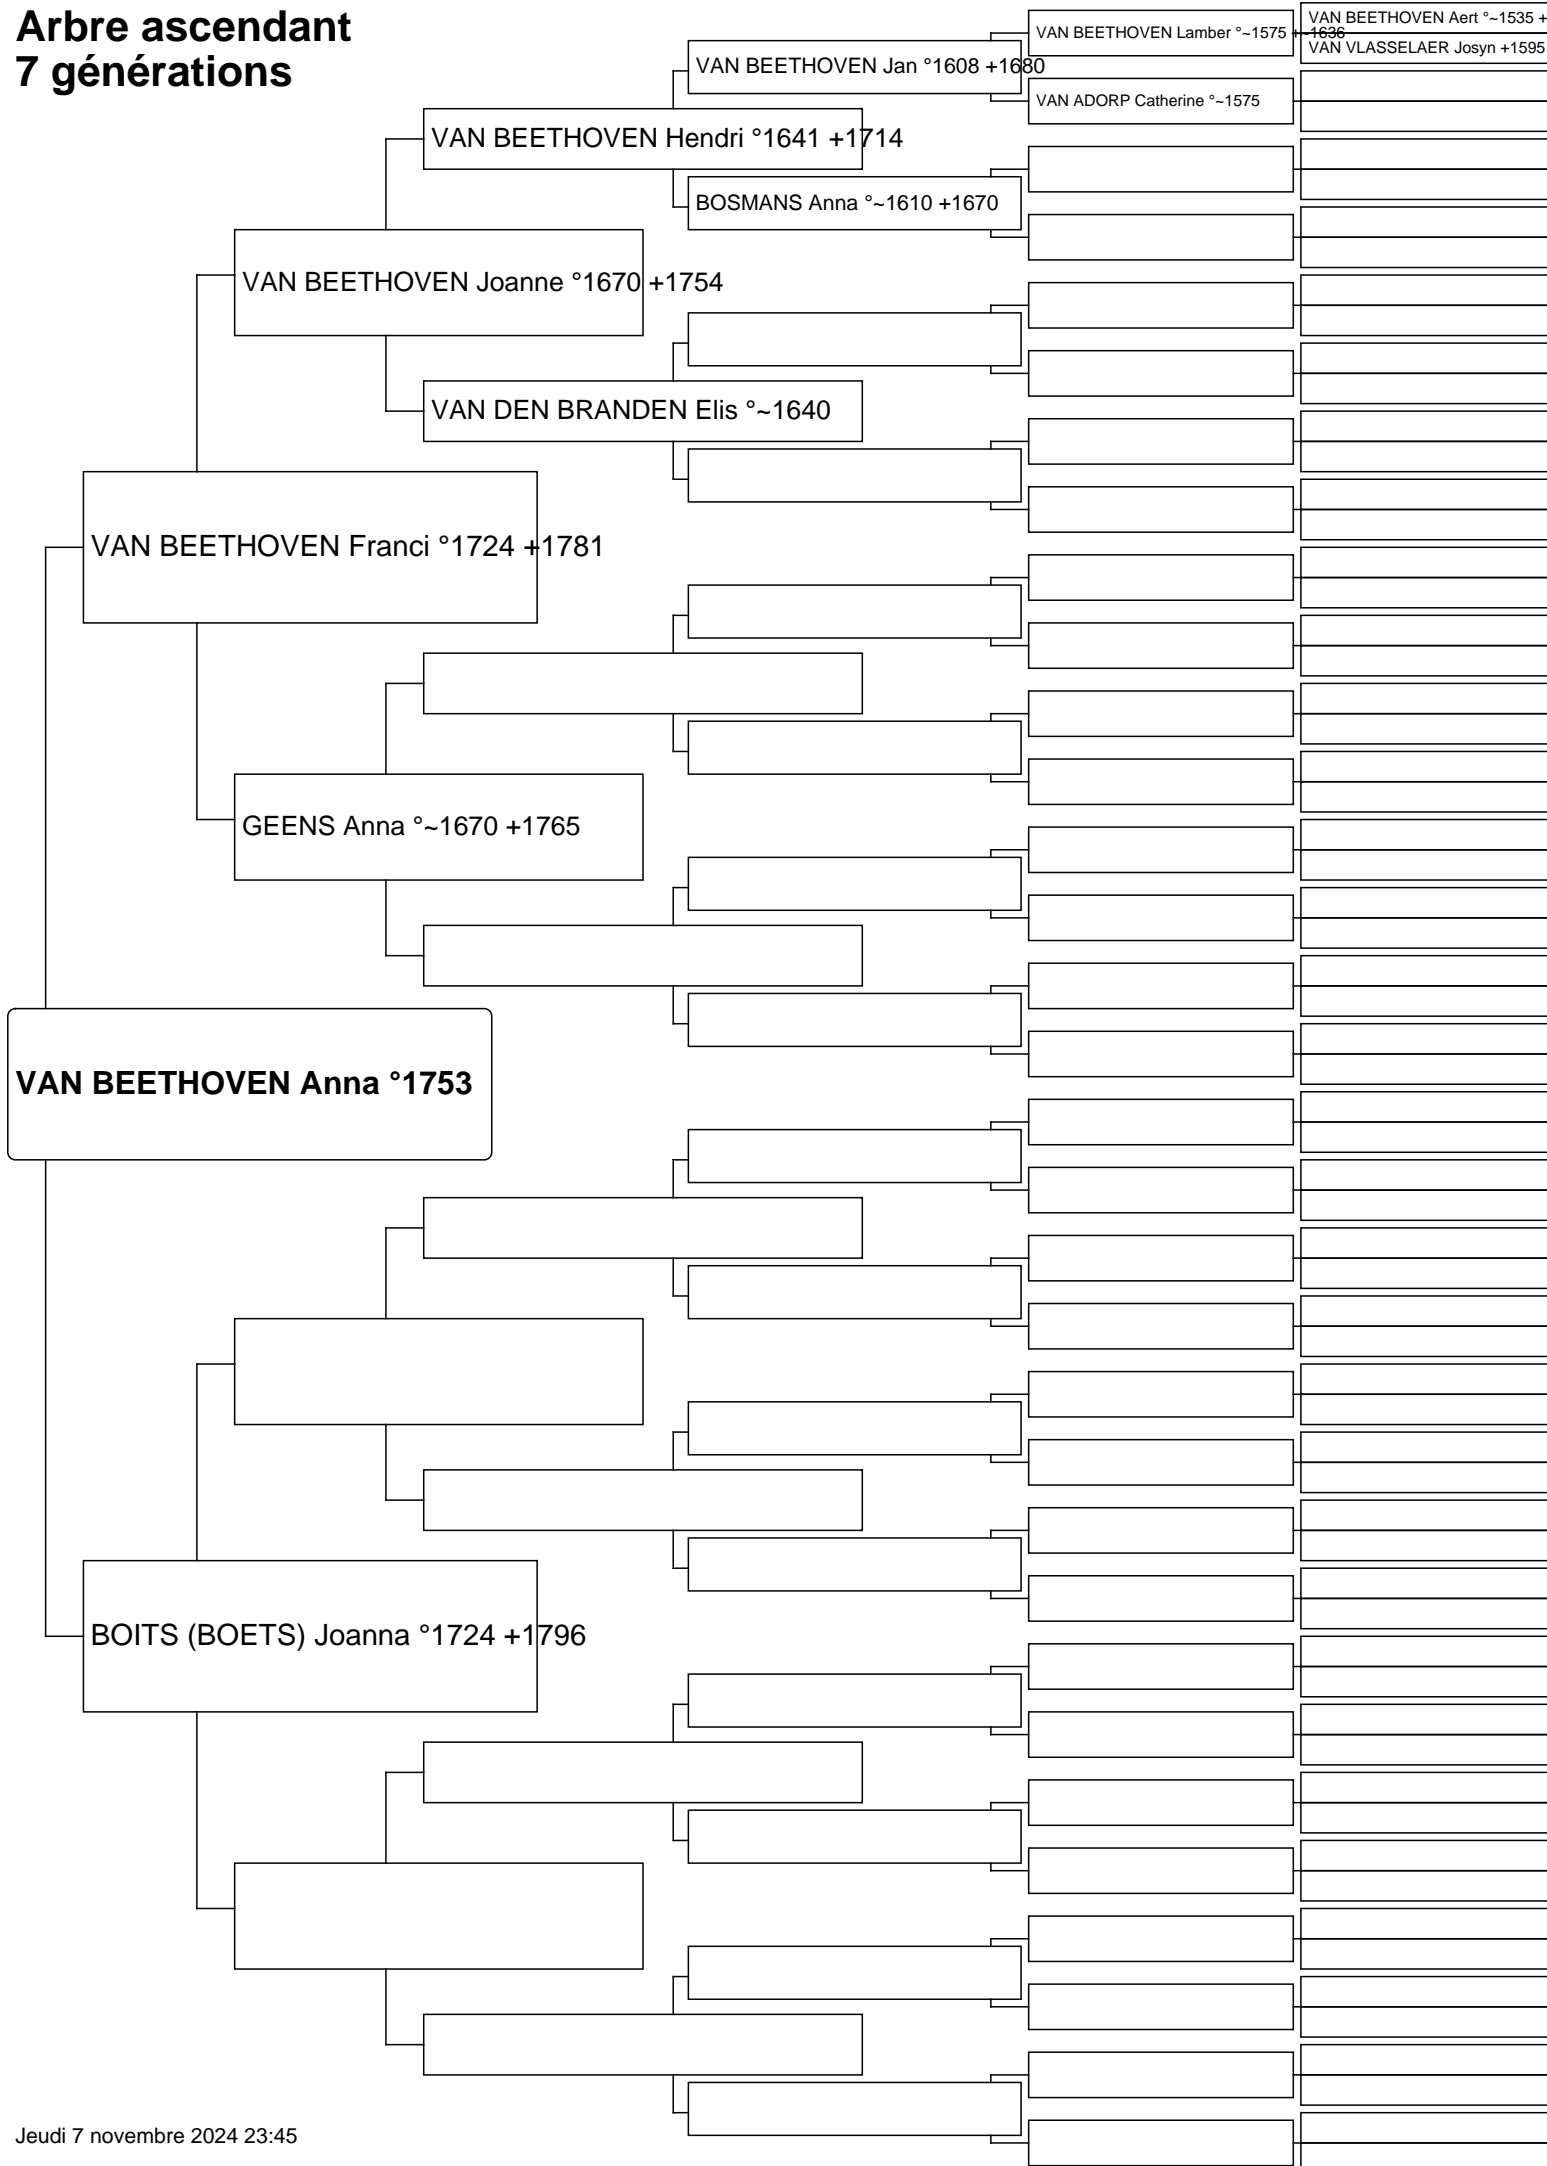 Arbre ascendant
7 générations
VAN BEETHOVEN Aert °~1535 +
VAN BEETHOVEN Lamber °~1575 +~1636
VAN VLASSELAER Josyn +1595
VAN BEETHOVEN Jan °1608 +1680
VAN ADORP Catherine °~1575
VAN BEETHOVEN Hendri °1641 +1714
BOSMANS Anna °~1610 +1670
VAN BEETHOVEN Joanne °1670 +1754
VAN DEN BRANDEN Elis °~1640
VAN BEETHOVEN Franci °1724 +1781
GEENS Anna °~1670 +1765
VAN BEETHOVEN Anna °1753
BOITS (BOETS) Joanna °1724 +1796
Jeudi 7 novembre 2024 23:45